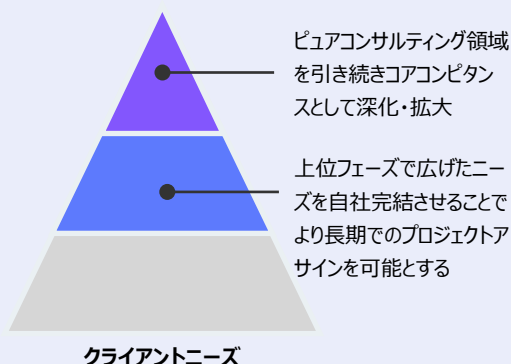 ピュアコンサルティング領域
を引き続きコアコンピタン
スとして深化・拡大
上位フェーズで広げたニー
ズを自社完結させることで
より長期でのプロジェクトア
サインを可能とする
クライアントニーズ